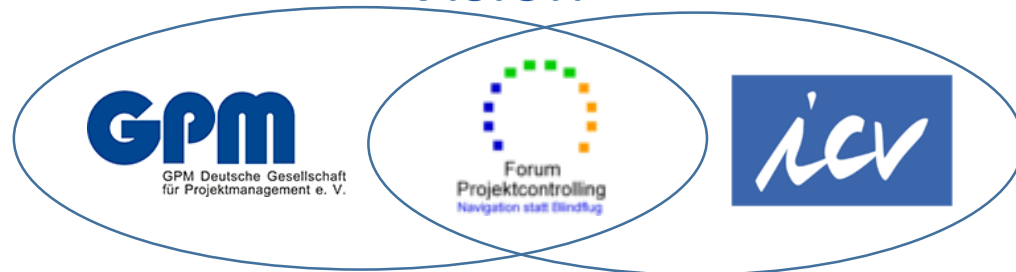 GPM
GPM Deutsche Gesellschaft
für Projektmanagement e. V.
Forum
Projektcontrolling
Navigation statt Blindflug
icv